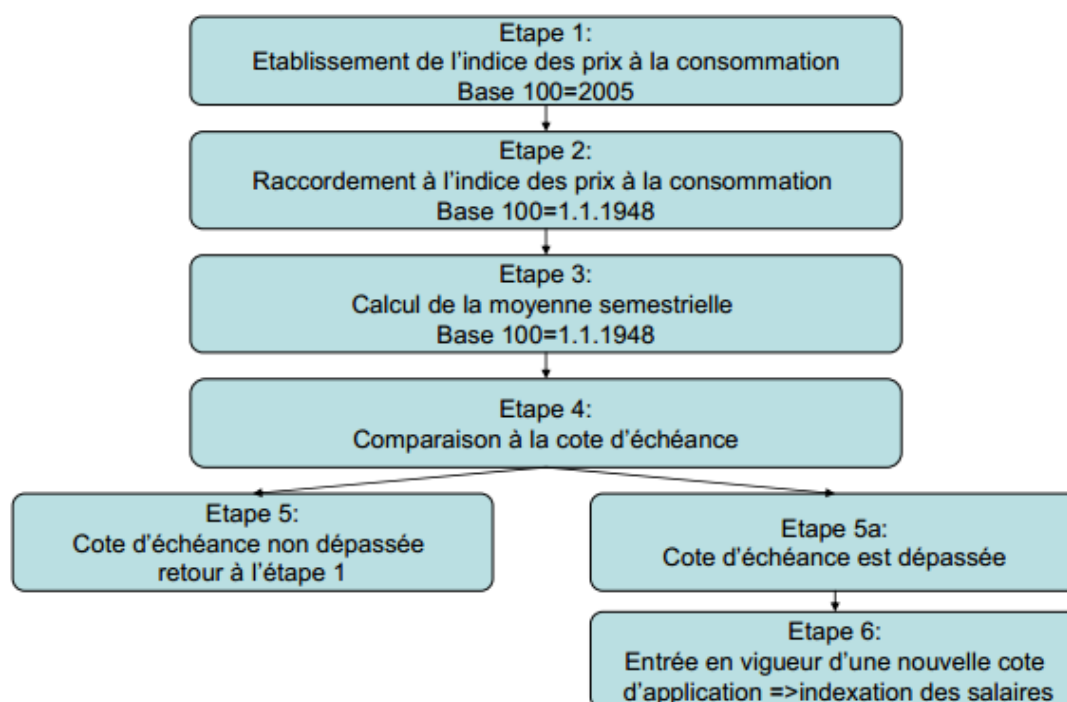 Etape 1:
Etablissement de l'indice des prix à la consommation
Base 100=2005
Etape 2:
Raccordement à l'indice des prix à la consommation
Base 100=1.1.1948
Etape 3:
Calcul de la moyenne semestrielle
Base 100=1.1.1948
Etape 4:
Comparaison à la cote d'échéance
Etape 5:
Cote d'échéance non dépassée
retour à l'étape 1
Etape 5a:
Cote d'échéance est dépassée
Etape 6:
Entrée en vigueur d'une nouvelle cote
d'application =>indexation des salaires